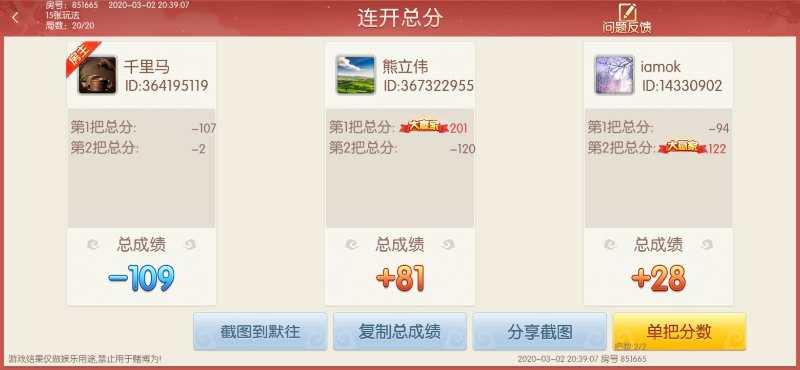 房号：851665 2020-03-02 20:39:07
15张玩法
局数：20/20
连开总分
问题反馈
房主
千里马
ID:364195119
第1把总分: -107
第2把总分: -2
总成绩
-109
熊立伟
ID:367322955
第1把总分: 大赢家 201
第2把总分: -120
总成绩
+81
iamok
ID:14330902
第1把总分: -94
第2把总分: 大赢家 122
总成绩
+28
截图到默往
复制总成绩
分享截图
单把分数
把数:2/2
游戏结果仅做娱乐用途,禁止用于赌博为!
2020-03-02 20:39:07 房号 851665